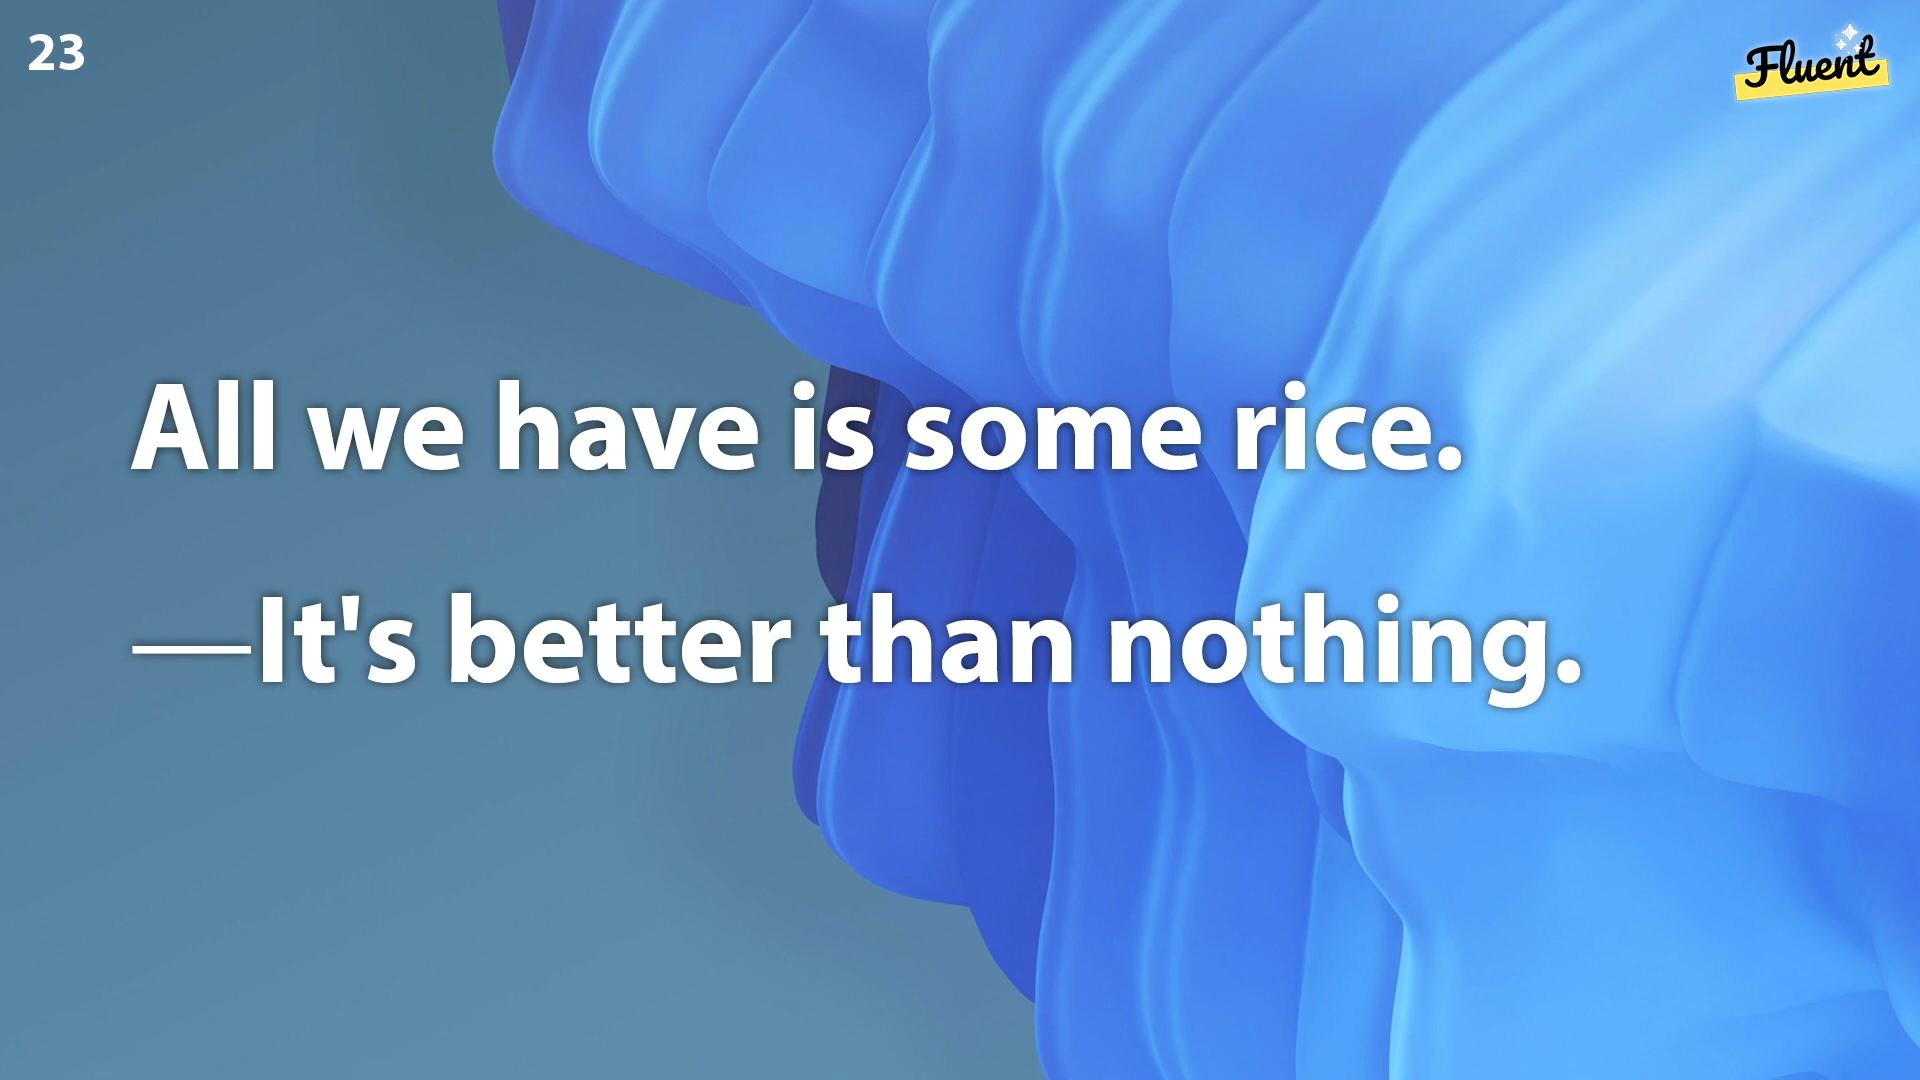 23
Fluent
All we have is some rice.
—It's better than nothing.